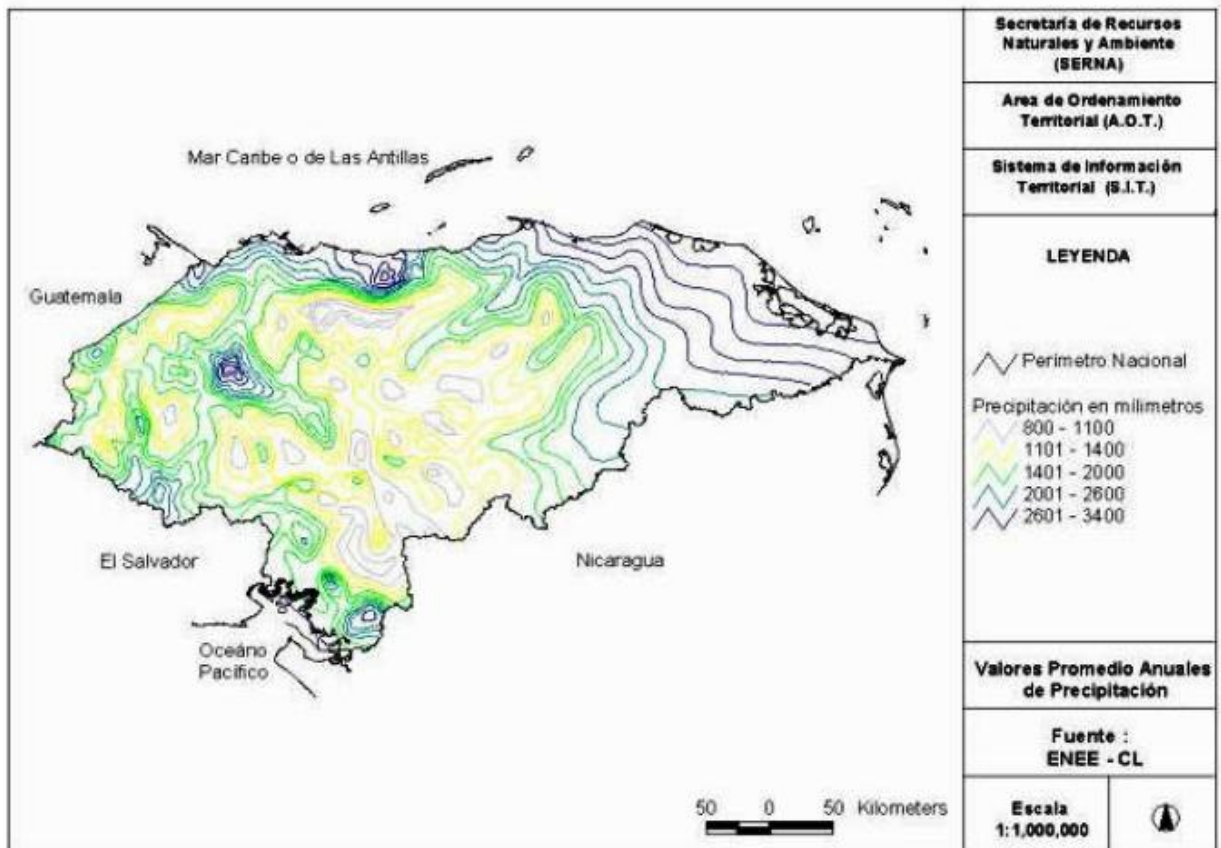 Mar Caribe o de Las Antillas
Guatemala
El Salvador
Nicaragua
Oceáno
Pacífico
50 0 50 Kilometers
Secretaría de Recursos
Naturales y Ambiente
(SERNA)
Area de Ordenamiento
Territorial (A.O.T.)
Sistema de Información
Territorial (S.I.T.)
LEYENDA
Perímetro Nacional
Precipitación en milimetros
800 - 1100
1101 - 1400
1401 - 2000
2001 - 2600
2601 - 3400
Valores Promedio Anuales
de Precipitación
Fuente :
ENEE - CL
Escala
1:1,000,000